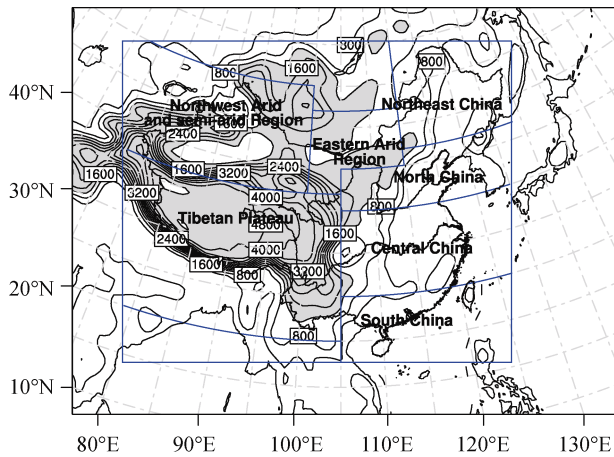 300
800
1600
800
40°N
Northwest Arid
and semi-arid Region
Northeast China
2400
Eastern Arid
Region
1600
1600
3200
2400
North China
30°N
3200
4000
800
Tibetan Plateau
4800
1600
2400
4000
Central China
1600
800
3200
20°N
South China
800
10°N
80°E
90°E
100°E
110°E
120°E
130°E